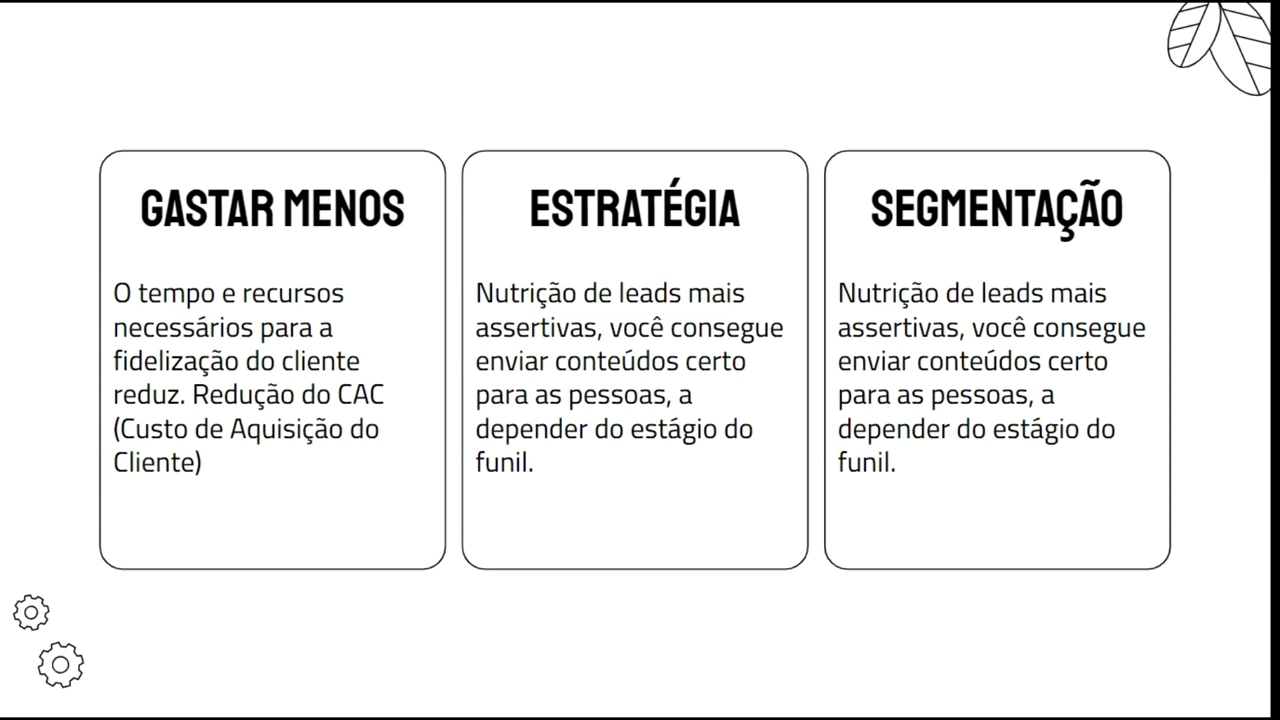 GASTAR MENOS
O tempo e recursos
necessários para a
fidelização do cliente
reduz. Redução do CAC
(Custo de Aquisição do
Cliente)
ESTRATÉGIA
Nutrição de leads mais
assertivas, você consegue
enviar conteúdos certo
para as pessoas, a
depender do estágio do
funil.
SEGMENTAÇÃO
Nutrição de leads mais
assertivas, você consegue
enviar conteúdos certo
para as pessoas, a
depender do estágio do
funil.